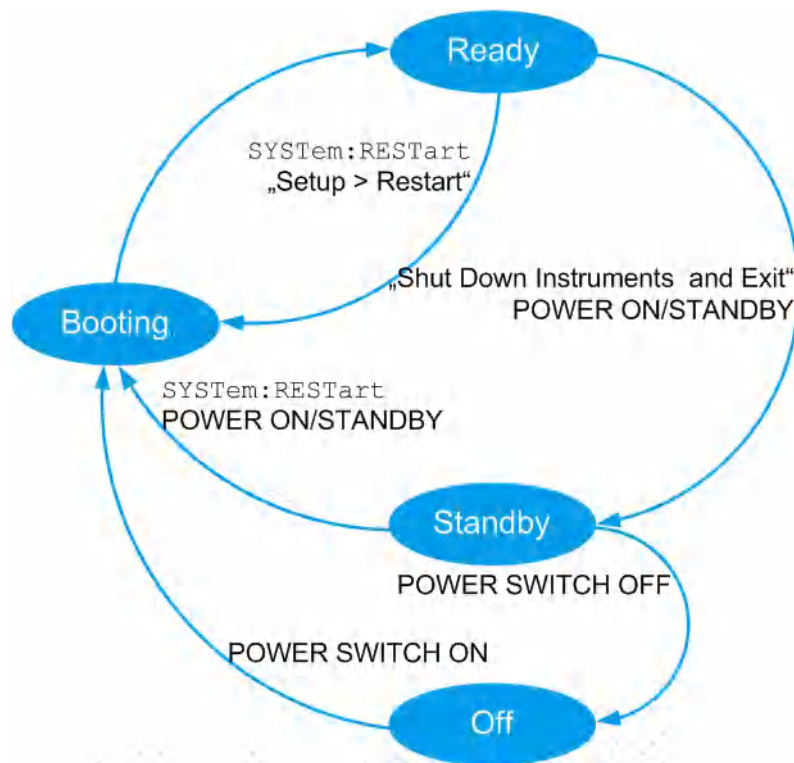 Ready
SYSTem:RESTart
„Setup > Restart“
„Shut Down Instruments and Exit“
POWER ON/STANDBY
Booting
SYSTem:RESTart
POWER ON/STANDBY
Standby
POWER SWITCH OFF
POWER SWITCH ON
Off